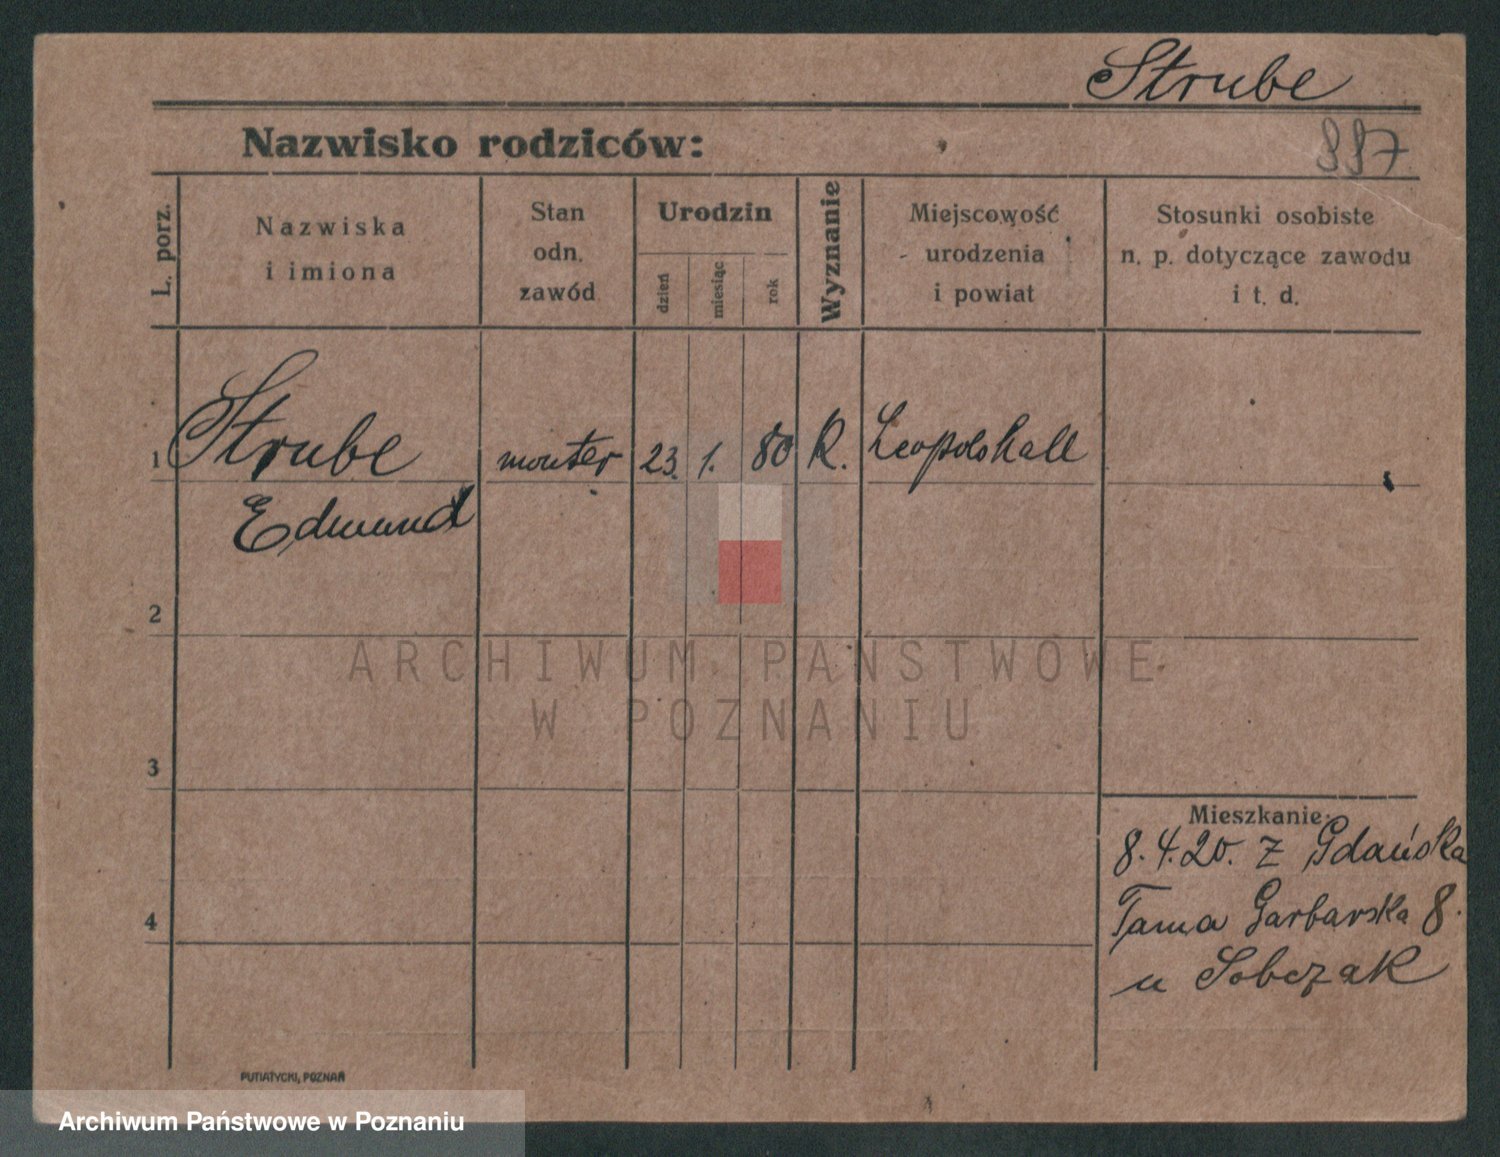 Strube
Nazwisko rodziców:
887
L. porz.
Nazwiska
i imiona
Stan
odn.
zawód
Urodzin
dzień
miesiąc
rok
Wyznanie
Miejscowość
urodzenia
i powiat
Stosunki osobiste
n. p. dotyczące zawodu
i t. d.
1 Strube monter 23. 1. 80 R. Leopoldshall
Edmund
2
3
4
Mieszkanie:
8.4.20. z Gdańska
Tama Garbarska 8.
u Sobczak
PUTIATYCKI, POZNAŃ
ARCHIWUM PAŃSTWOWE
W POZNANIU
Archiwum Państwowe w Poznaniu